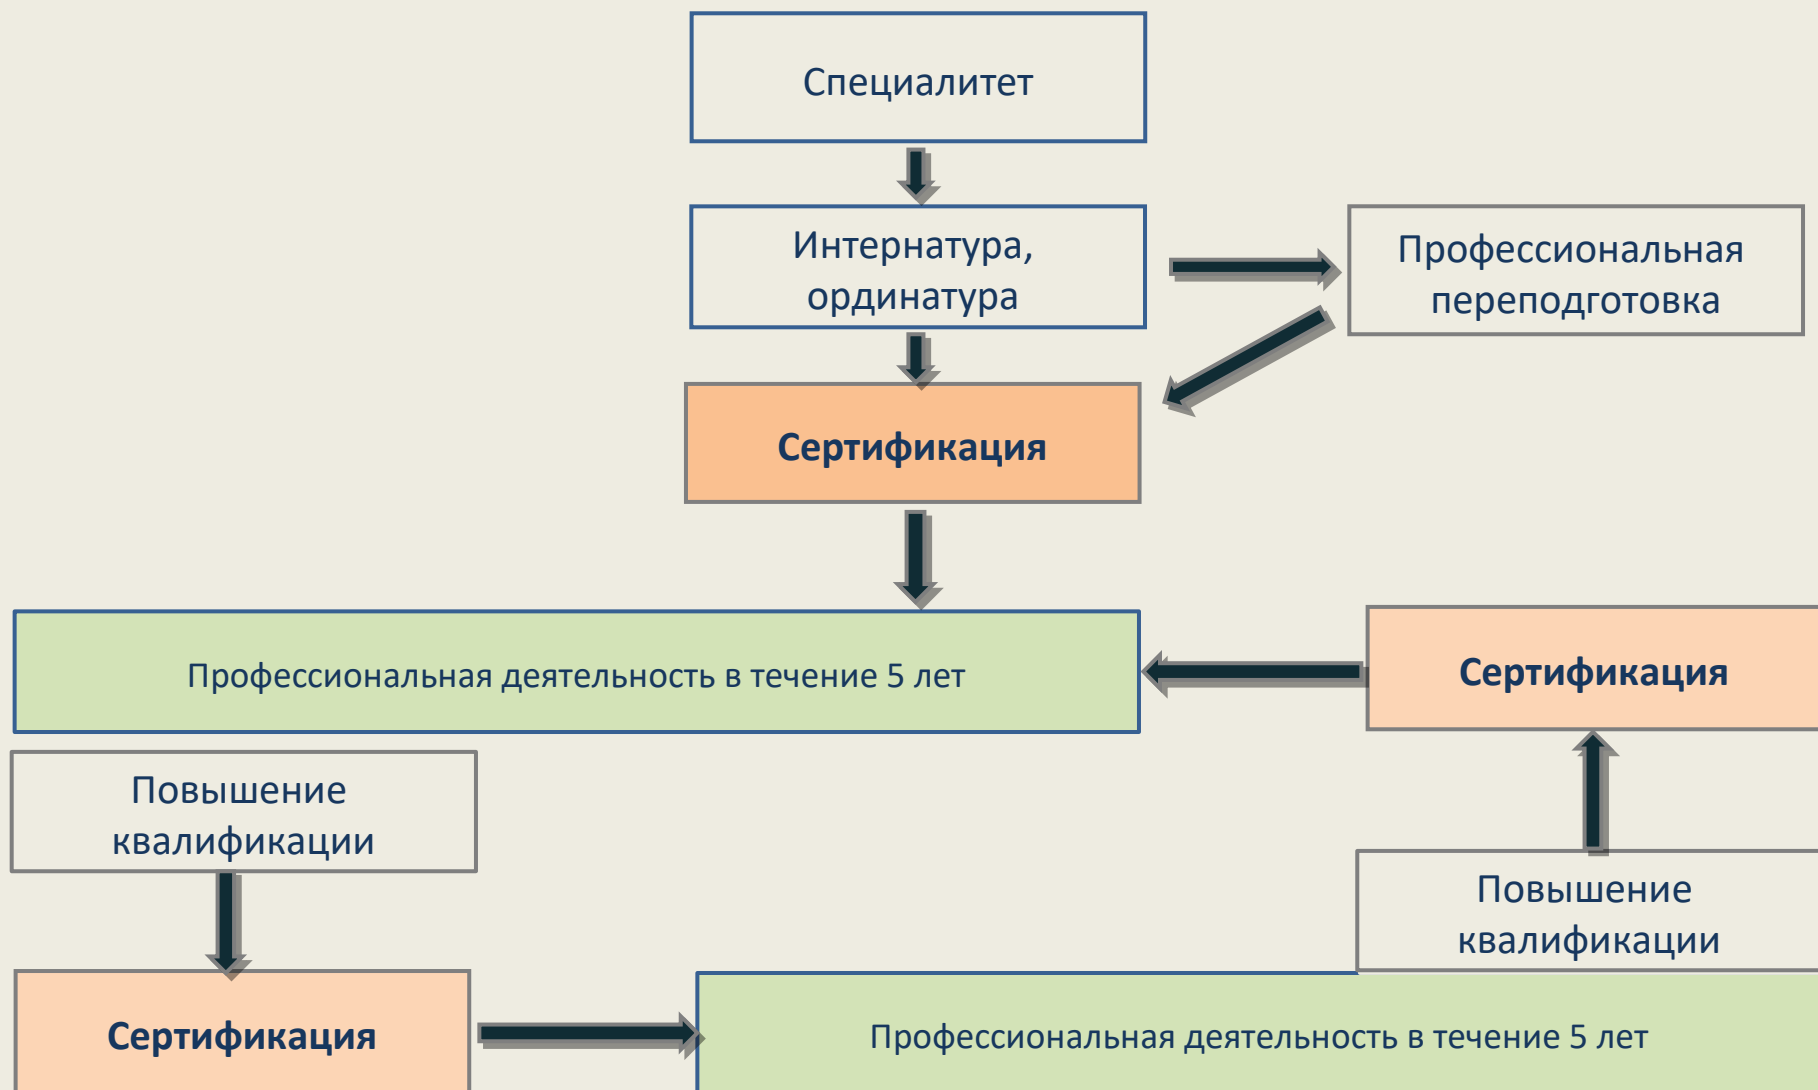 Специалитет
Интернатура,
ординатура
Профессиональная
переподготовка
Сертификация
Профессиональная деятельность в течение 5 лет
Сертификация
Повышение
квалификации
Повышение
квалификации
Сертификация
Профессиональная деятельность в течение 5 лет